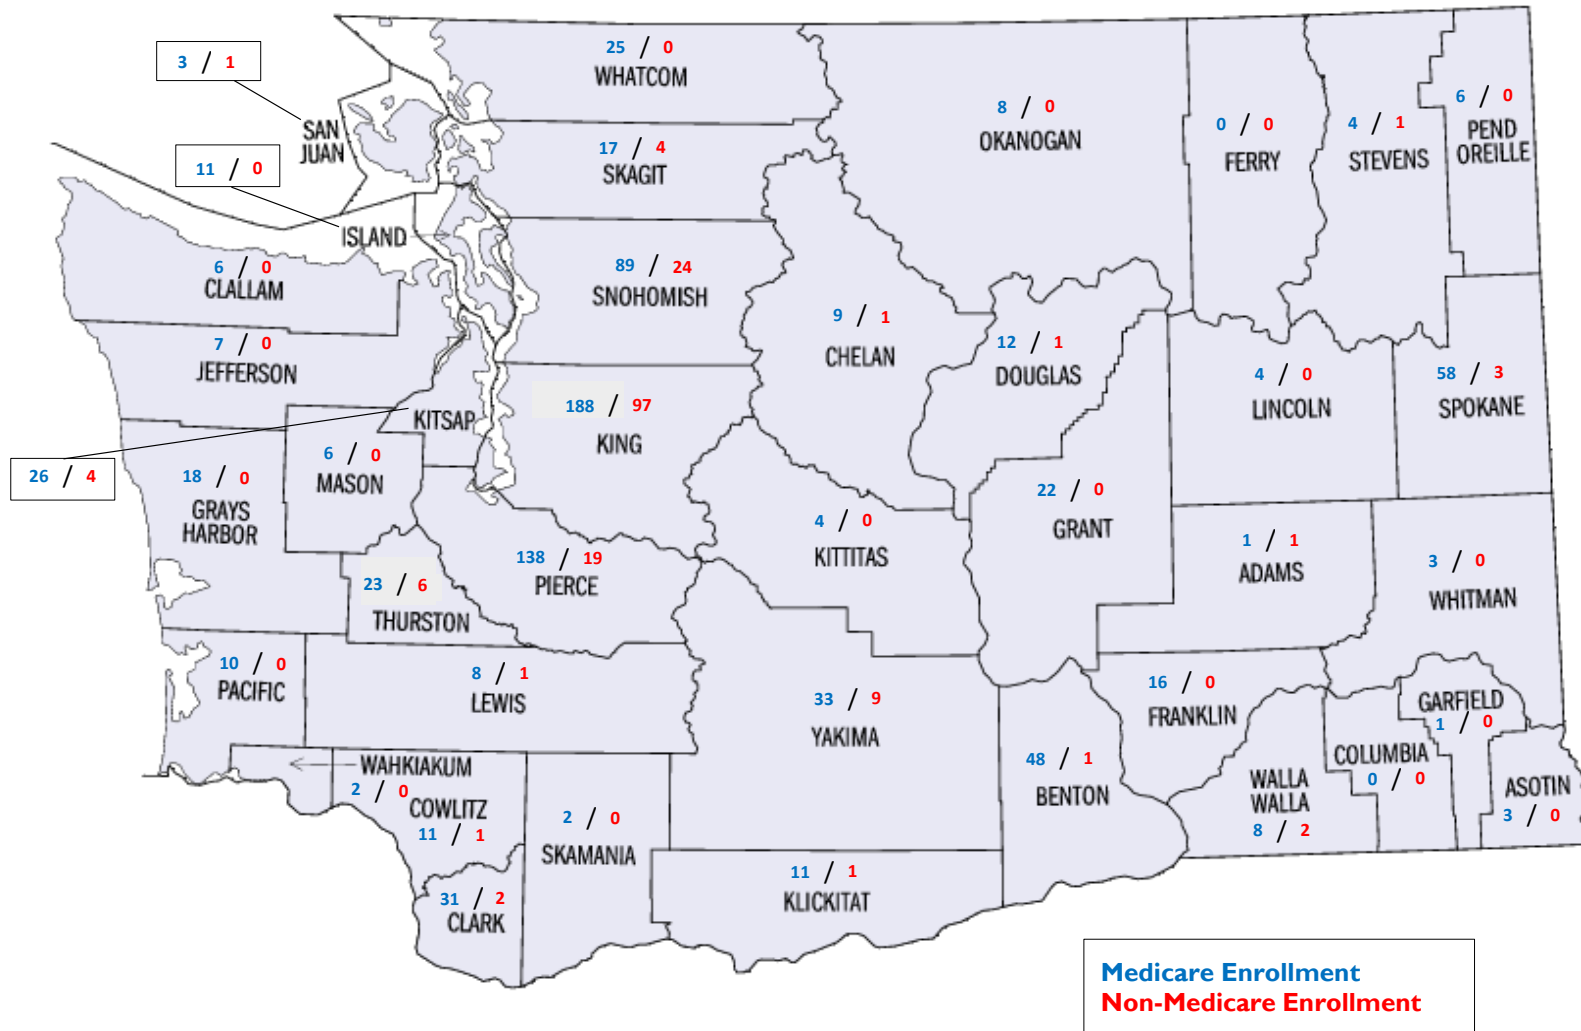 25 / 0
WHATCOM
3 / 1
SAN
JUAN
8 / 0
OKANOGAN
0 / 0
FERRY
4 / 1
STEVENS
6 / 0
PEND
OREILLE
17 / 4
SKAGIT
11 / 0
ISLAND
6 / 0
CLALLAM
89 / 24
SNOHOMISH
9 / 1
CHELAN
12 / 1
DOUGLAS
7 / 0
JEFFERSON
4 / 0
LINCOLN
58 / 3
SPOKANE
188 / 97
KING
KITSAP
26 / 4
6 / 0
MASON
18 / 0
GRAYS
HARBOR
22 / 0
GRANT
4 / 0
KITTITAS
138 / 19
PIERCE
23 / 6
THURSTON
1 / 1
ADAMS
3 / 0
WHITMAN
10 / 0
PACIFIC
8 / 1
LEWIS
33 / 9
YAKIMA
16 / 0
FRANKLIN
GARFIELD
1 / 0
48 / 1
BENTON
COLUMBIA
0 / 0
WALLA
WALLA
8 / 2
ASOTIN
3 / 0
WAHKIAKUM
2 / 0
COWLITZ
11 / 1
2 / 0
SKAMANIA
11 / 1
KLICKITAT
31 / 2
CLARK
Medicare Enrollment
Non-Medicare Enrollment